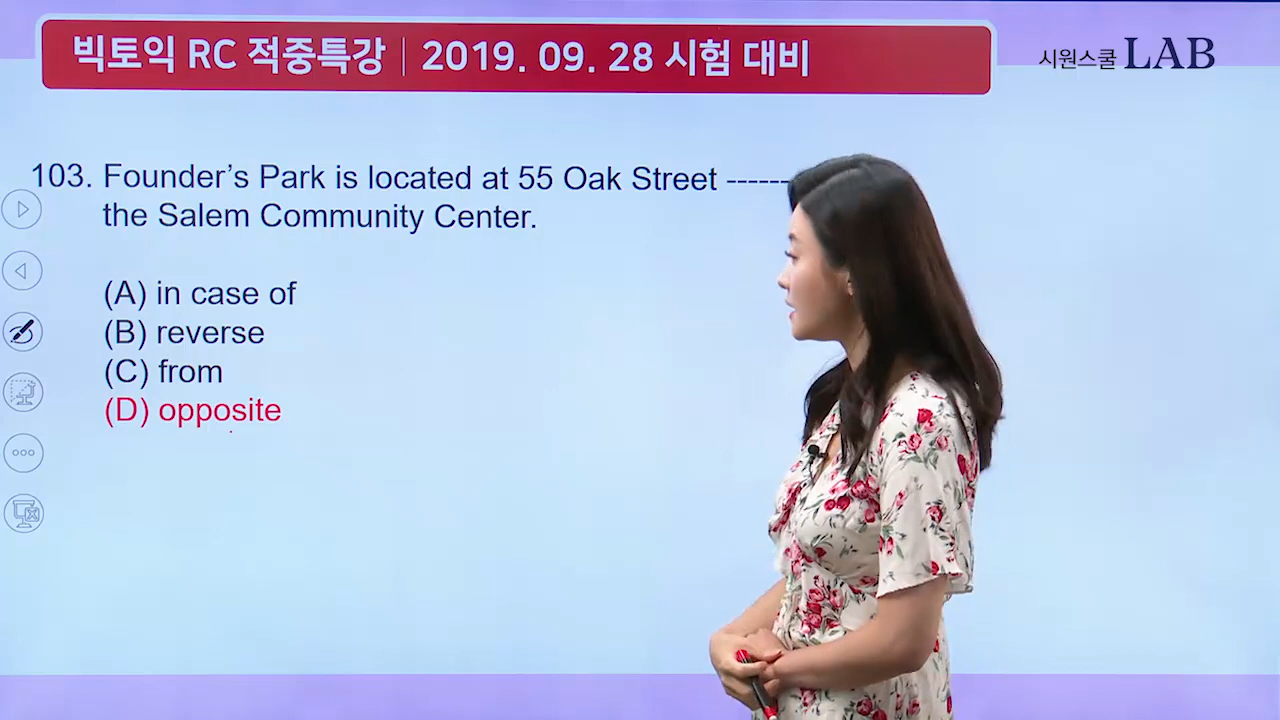 빅토익 RC 적중특강 | 2019. 09. 28 시험 대비
시원스쿨 LAB
103. Founder's Park is located at 55 Oak Street ------
the Salem Community Center.
(A) in case of
(B) reverse
(C) from
(D) opposite